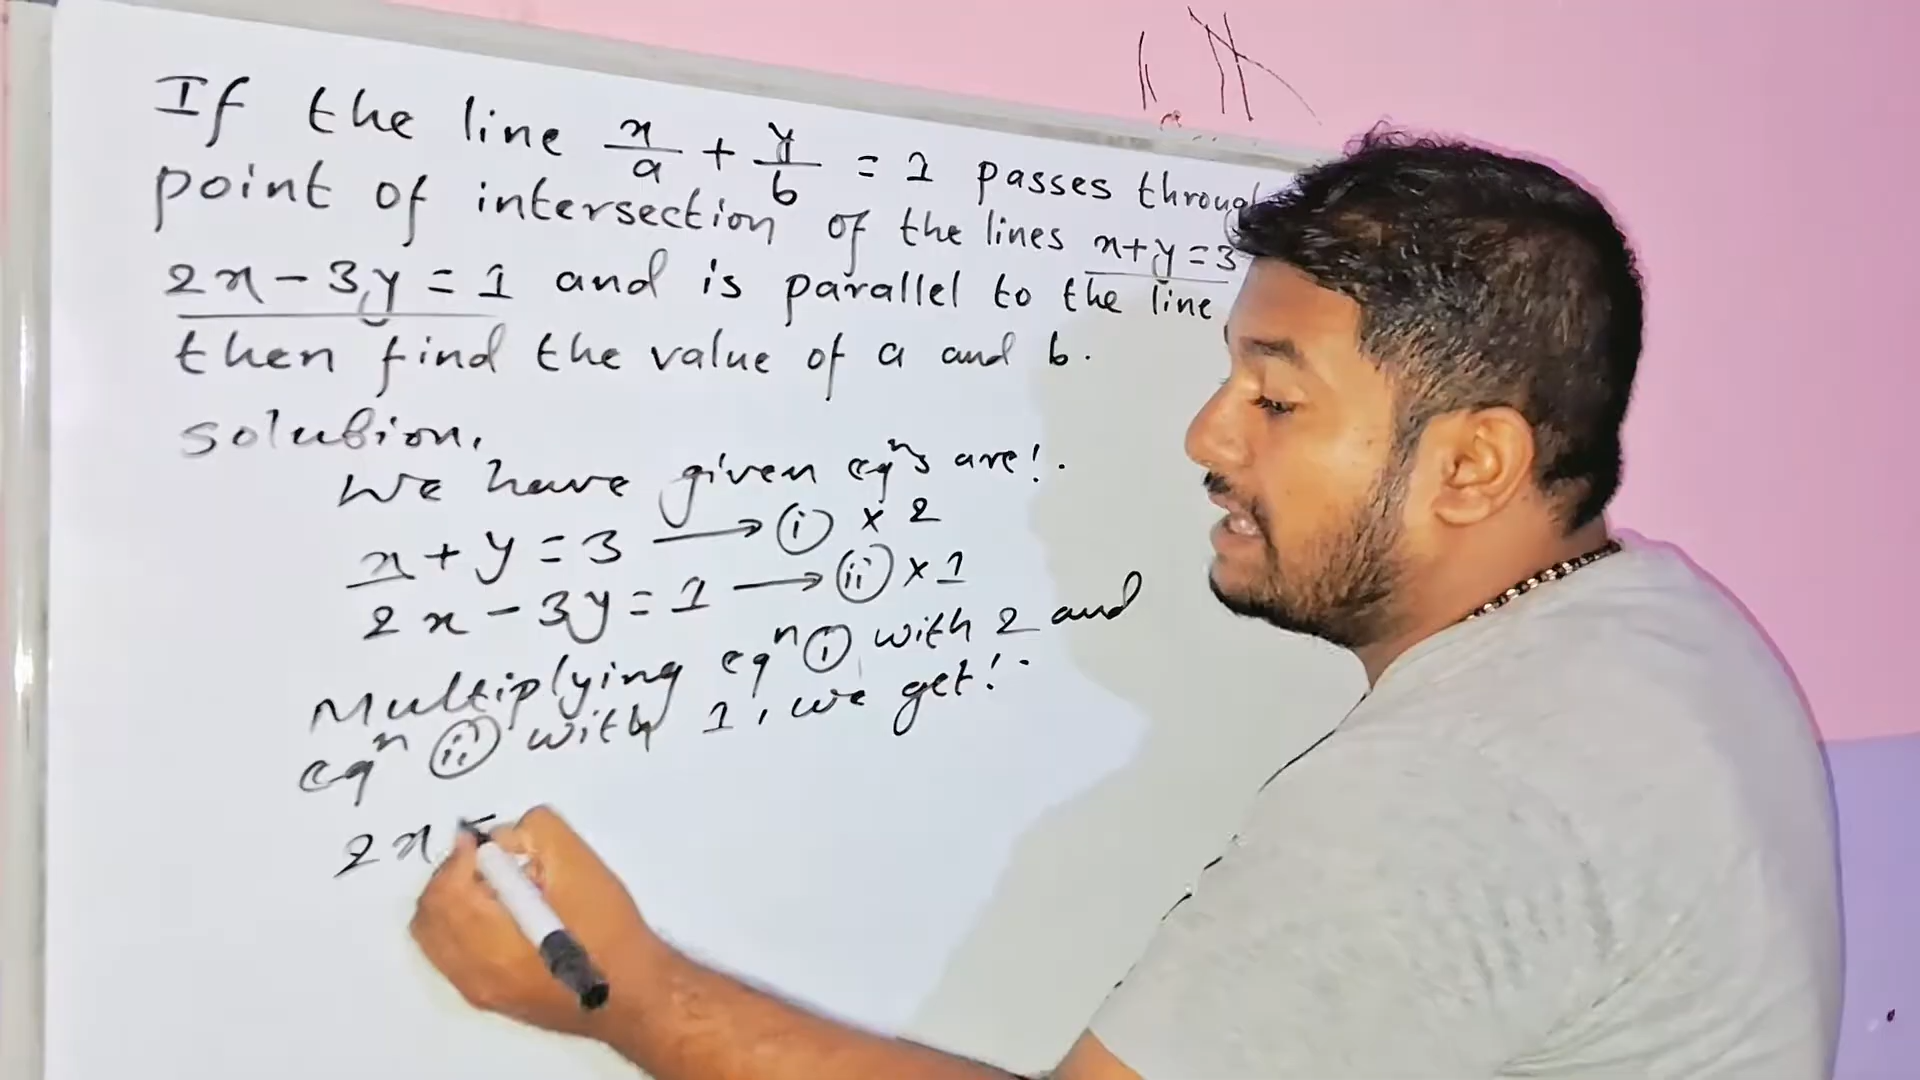 If the line x/a + y/b = 1 passes through
point of intersection of the lines x+y=3
2x-3y=1 and is parallel to the line
then find the value of a and b.
solution,
We have given eqⁿs are:.
x+y=3 → (i) × 2
2x-3y=1 → (ii) × 1
Multiplying eqⁿ (i) with 2 and
eqⁿ (ii) with 1, we get:.
2x